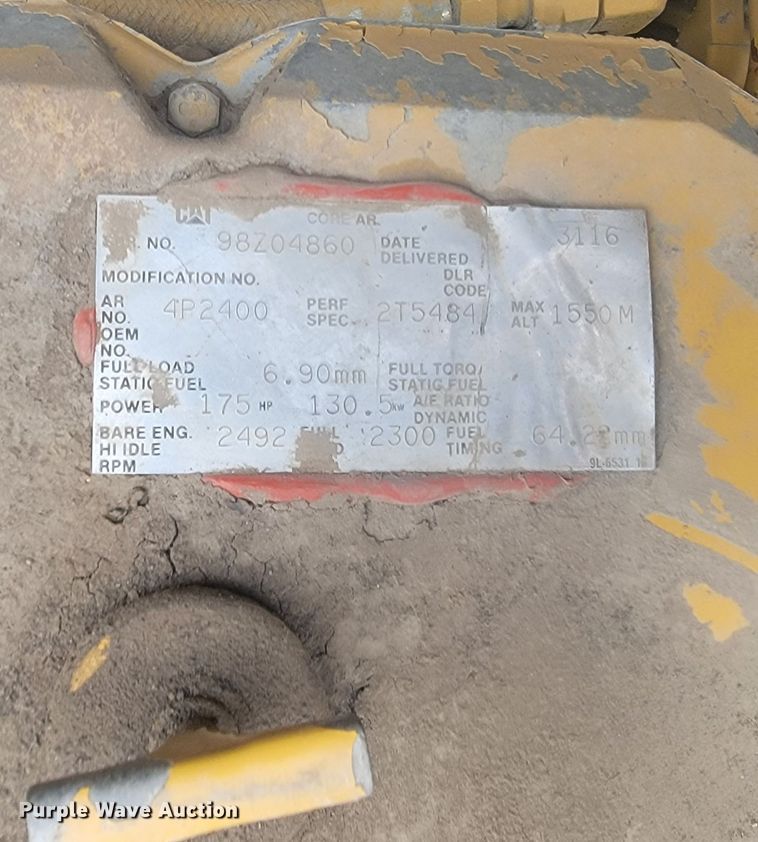 CAT CORE AR.
NO. 98Z04860 DATE DELIVERED 3116
MODIFICATION NO. DLR CODE
AR NO. 4P2400 PERF SPEC 2T5484 MAX ALT 1550 M
OEM NO.
FULL LOAD STATIC FUEL 6.90mm FULL TORQ/ STATIC FUEL
POWER 175 HP 130.5 kW A/F RATIO DYNAMIC
BARE ENG. HI IDLE RPM 2492 2300 FUEL TIMING
9L-6531
Purple Wave Auction